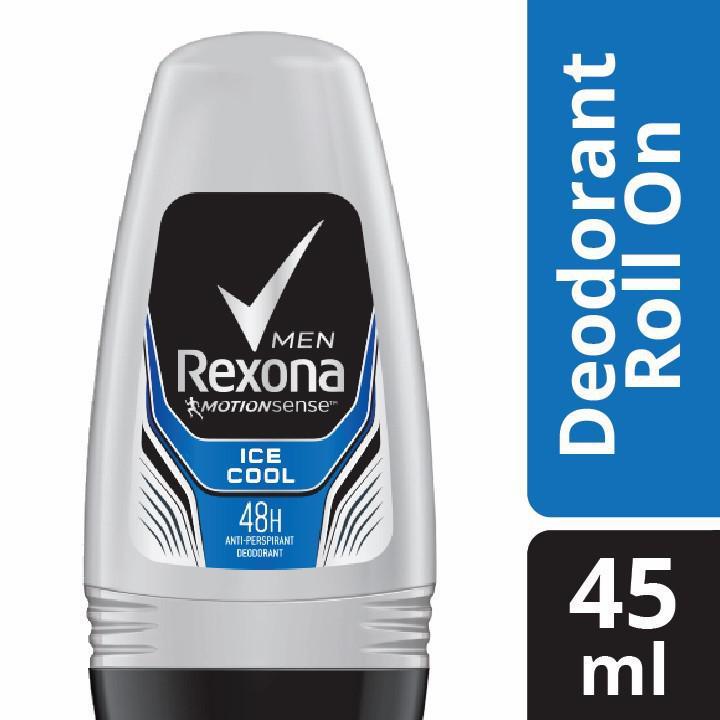 MEN
Rexona
MOTIONSENSE™
ICE
COOL
48H
ANTI-PERSPIRANT
DEODORANT
Deodorant
Roll On
45
ml